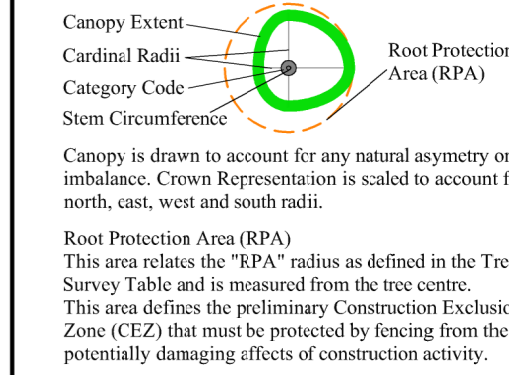 Canopy Extent
Cardinal Radii
Category Code
Stem Circumference
Root Protection
Area (RPA)
Canopy is drawn to account for any natural asymetry or
imbalance. Crown Representation is scaled to account f
north, east, west and south radii.
Root Protection Area (RPA)
This area relates the "RPA" radius as defined in the Tre
Survey Table and is measured from the tree centre.
This area defines the preliminary Construction Exclusio
Zone (CEZ) that must be protected by fencing from the
potentially damaging affects of construction activity.